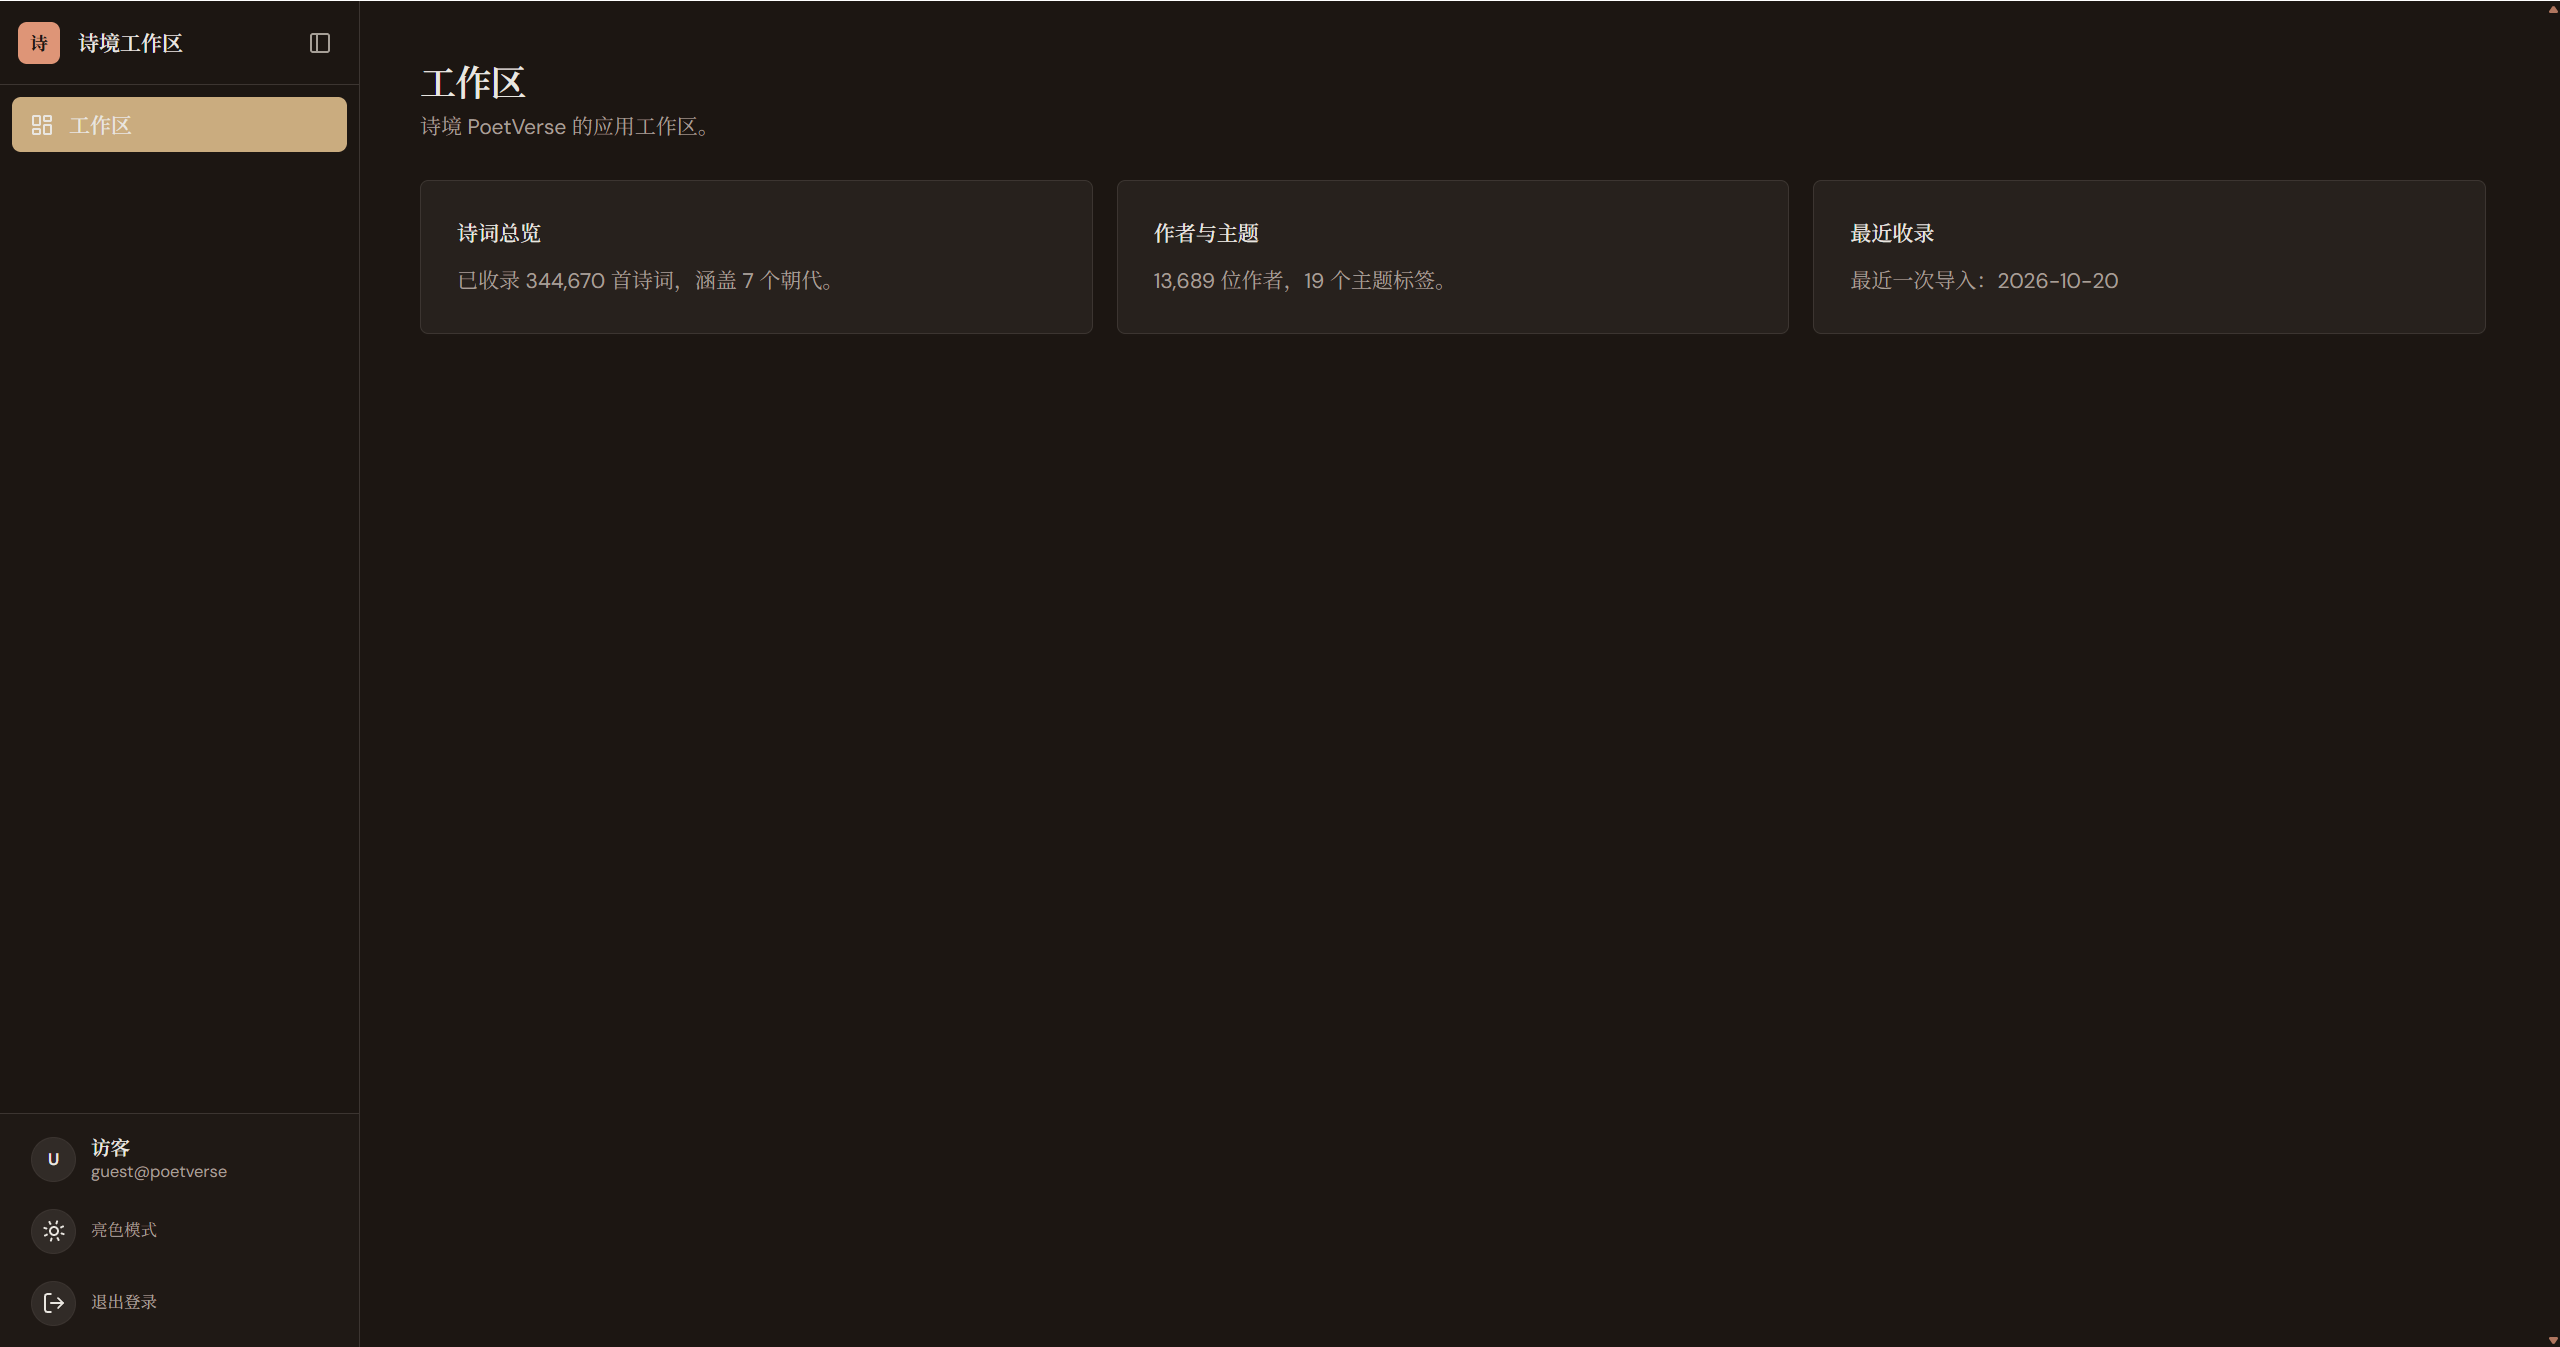 诗 诗境工作区
工作区
工作区
诗境 PoetVerse 的应用工作区。
诗词总览
已收录 344,670 首诗词，涵盖 7 个朝代。
作者与主题
13,689 位作者，19 个主题标签。
最近收录
最近一次导入：2026-10-20
U 访客
guest@poetverse
亮色模式
退出登录